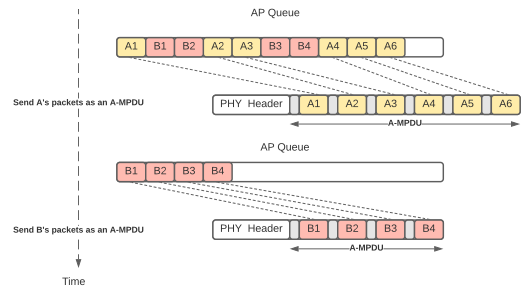 AP Queue
A1 B1 B2 A2 A3 B3 B4 A4 A5 A6
Send A's packets as an A-MPDU
PHY Header A1 A2 A3 A4 A5 A6
A-MPDU
AP Queue
B1 B2 B3 B4
Send B's packets as an A-MPDU
PHY Header B1 B2 B3 B4
A-MPDU
Time